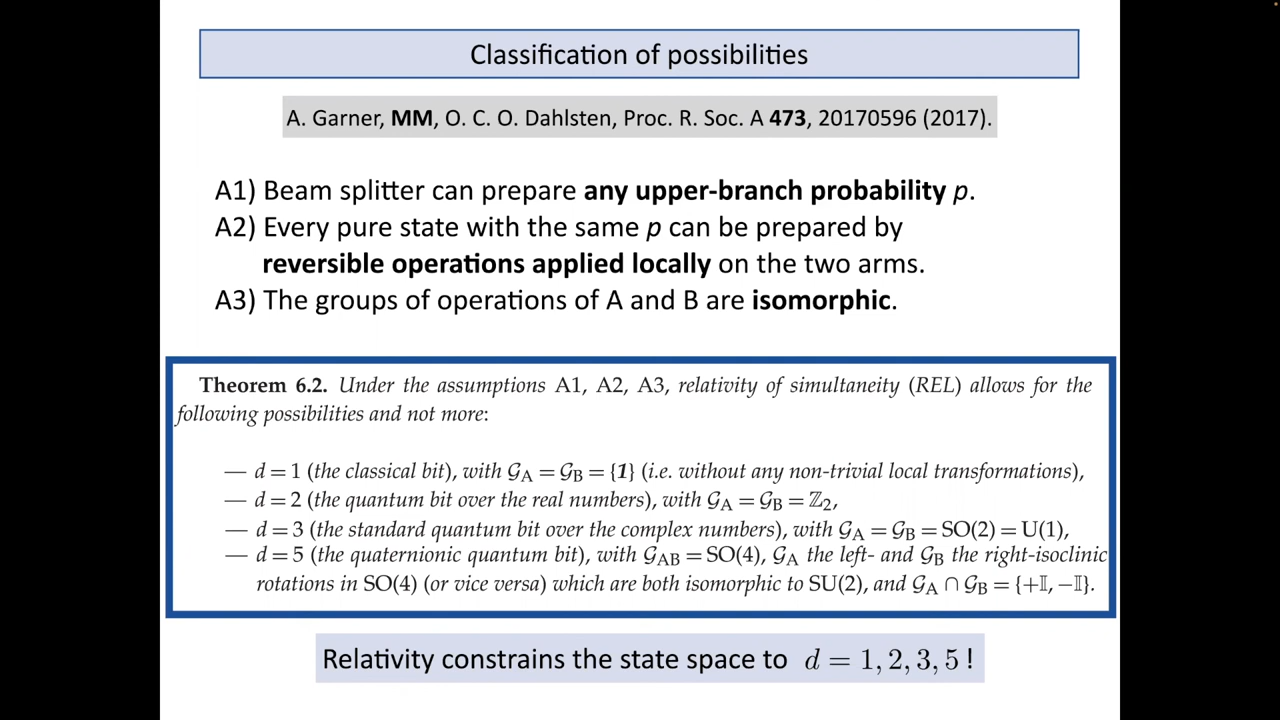 Classification of possibilities
A. Garner, MM, O. C. O. Dahlsten, Proc. R. Soc. A 473, 20170596 (2017).
A1) Beam splitter can prepare any upper-branch probability p.
A2) Every pure state with the same p can be prepared by
reversible operations applied locally on the two arms.
A3) The groups of operations of A and B are isomorphic.
Theorem 6.2. Under the assumptions A1, A2, A3, relativity of simultaneity (REL) allows for the
following possibilities and not more:
— d = 1 (the classical bit), with 𝒢A = 𝒢B = {1} (i.e. without any non-trivial local transformations),
— d = 2 (the quantum bit over the real numbers), with 𝒢A = 𝒢B = ℤ2,
— d = 3 (the standard quantum bit over the complex numbers), with 𝒢A = 𝒢B = SO(2) = U(1),
— d = 5 (the quaternionic quantum bit), with 𝒢AB = SO(4), 𝒢A the left- and 𝒢B the right-isoclinic
rotations in SO(4) (or vice versa) which are both isomorphic to SU(2), and 𝒢A ∩ 𝒢B = {+𝕀, −𝕀}.
Relativity constrains the state space to d = 1, 2, 3, 5 !